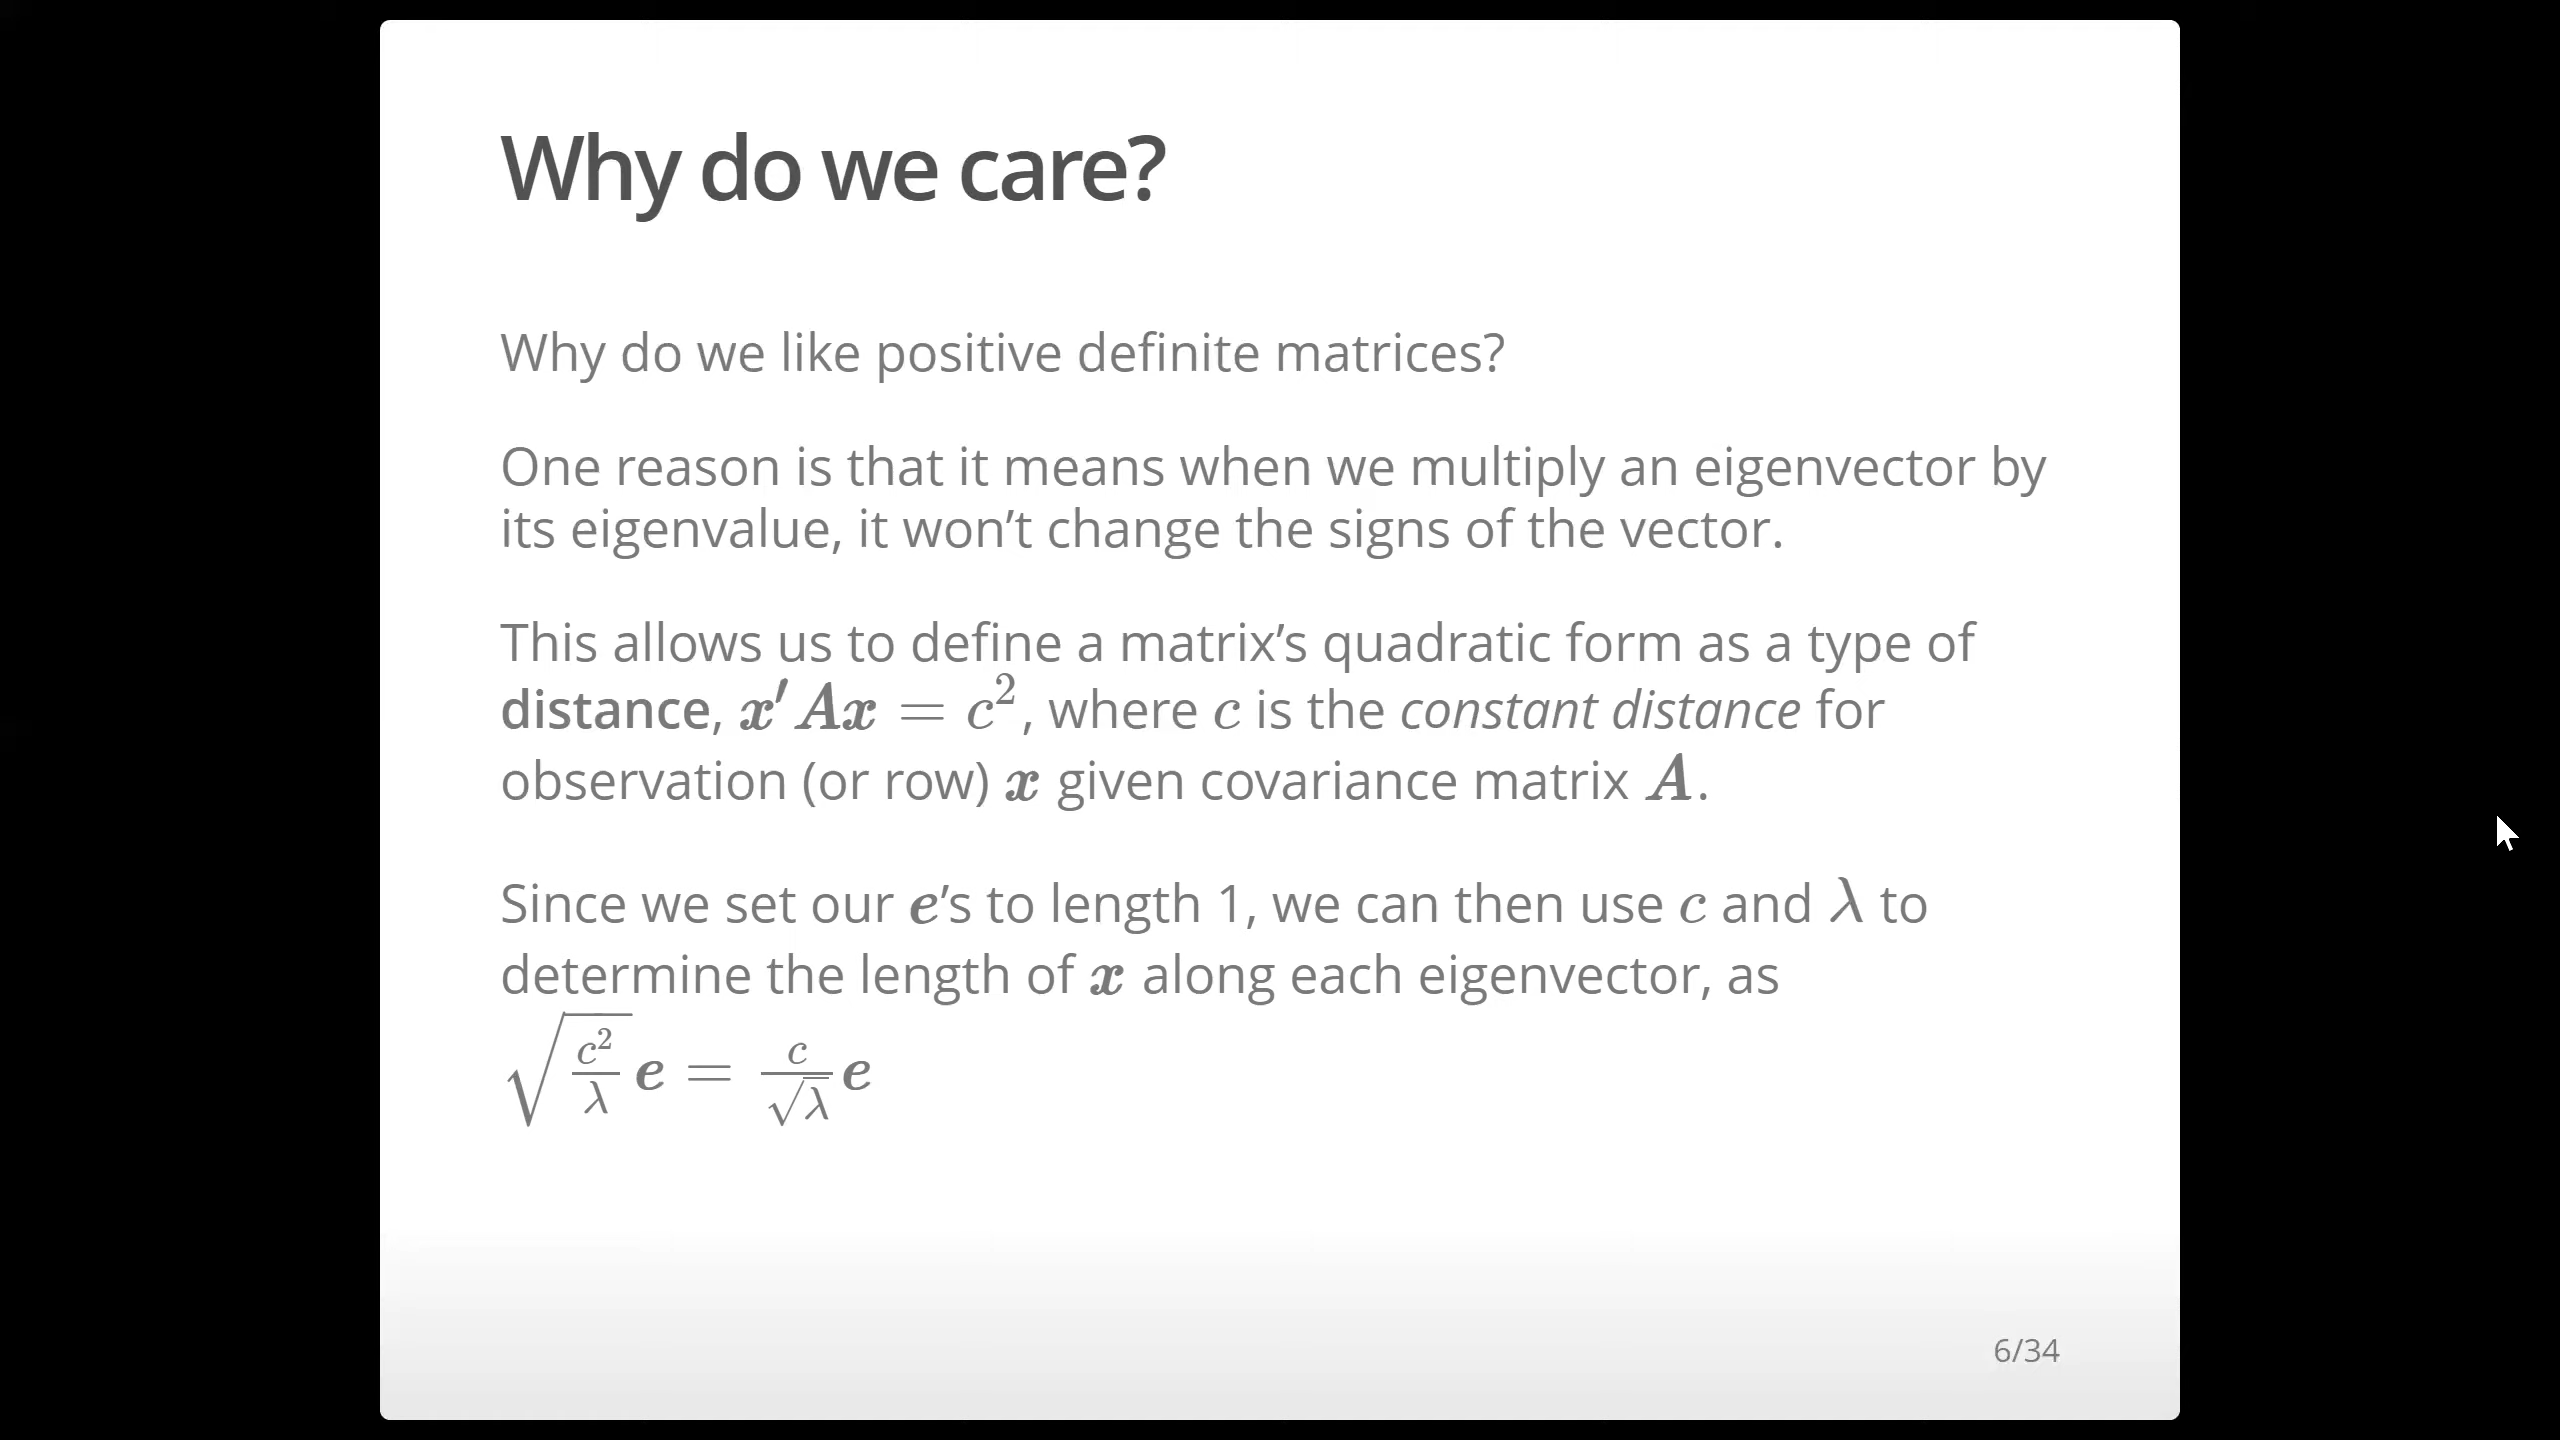 Why do we care?
Why do we like positive definite matrices?
One reason is that it means when we multiply an eigenvector by
its eigenvalue, it won’t change the signs of the vector.
This allows us to define a matrix’s quadratic form as a type of
distance, x′Ax = c², where c is the constant distance for
observation (or row) x given covariance matrix A.
Since we set our e’s to length 1, we can then use c and λ to
determine the length of x along each eigenvector, as
√(c²/λ) e = c/√λ e
6/34